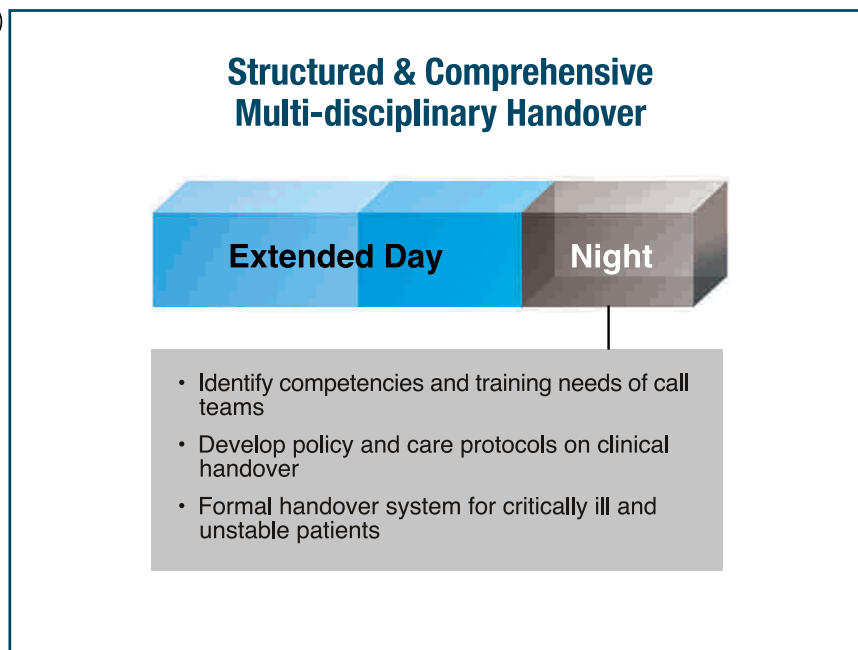 )
Structured & Comprehensive
Multi-disciplinary Handover
Extended Day
Night
• Identify competencies and training needs of call
teams
• Develop policy and care protocols on clinical
handover
• Formal handover system for critically ill and
unstable patients